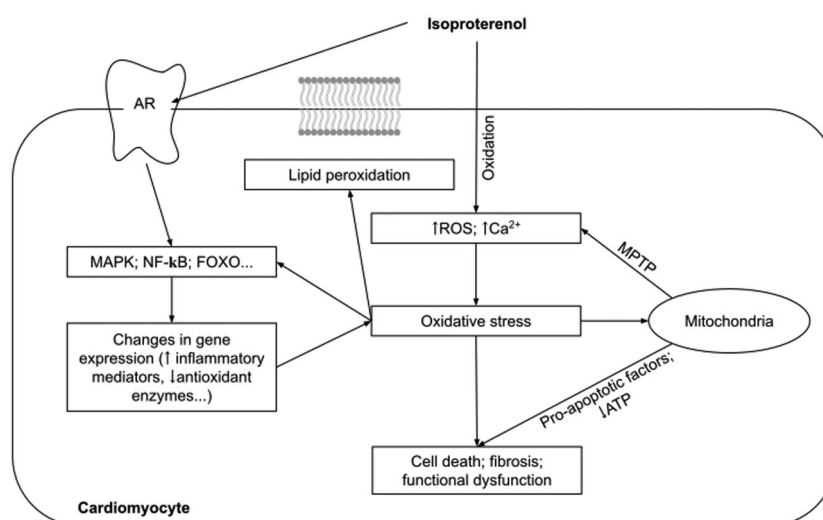 Isoproterenol
AR
Oxidation
Lipid peroxidation
↑ROS; ↑Ca²⁺
MPTP
MAPK; NF-kB; FOXO...
Oxidative stress
Mitochondria
Changes in gene
expression (↑ inflammatory
mediators, ↓antioxidant
enzymes...)
Pro-apoptotic factors;
↓ATP
Cell death; fibrosis;
functional dysfunction
Cardiomyocyte